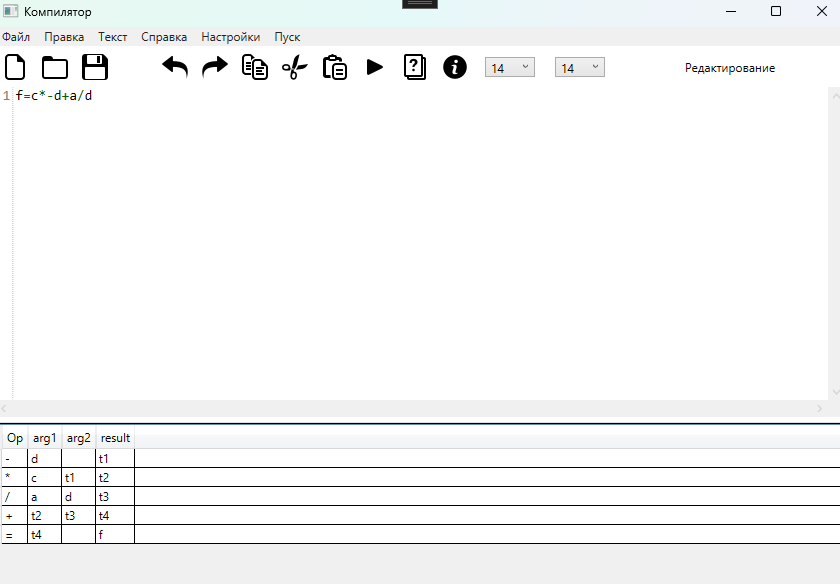 Компилятор
Файл Правка Текст Справка Настройки Пуск
14 14 Редактирование
1 f=c*-d+a/d
Op arg1 arg2 result
- d t1
* c t1 t2
/ a d t3
+ t2 t3 t4
= t4 f